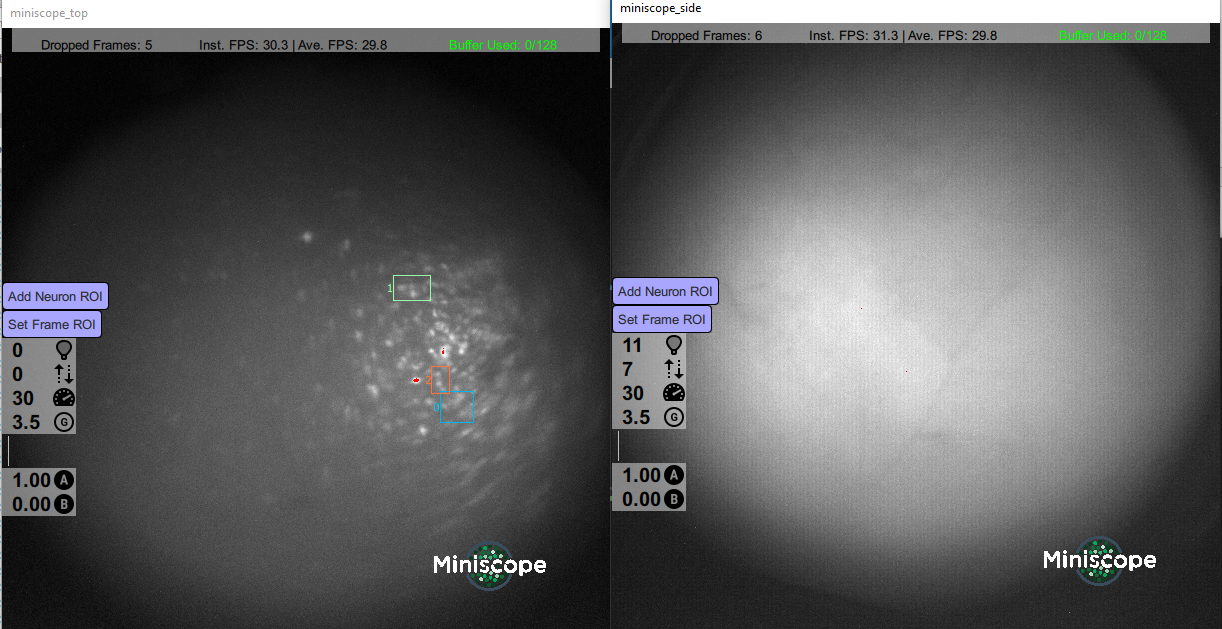 miniscope_top
Dropped Frames: 5
Inst. FPS: 30.3 | Ave. FPS: 29.8
Buffer Used: 0/128
1
2
Add Neuron ROI
Set Frame ROI
0
0
30
3.5 G
1.00 A
0.00 B
Miniscope
miniscope_side
Dropped Frames: 6
Inst. FPS: 31.3 | Ave. FPS: 29.8
Buffer Used: 0/128
Add Neuron ROI
Set Frame ROI
11
7
30
3.5 G
1.00 A
0.00 B
Miniscope